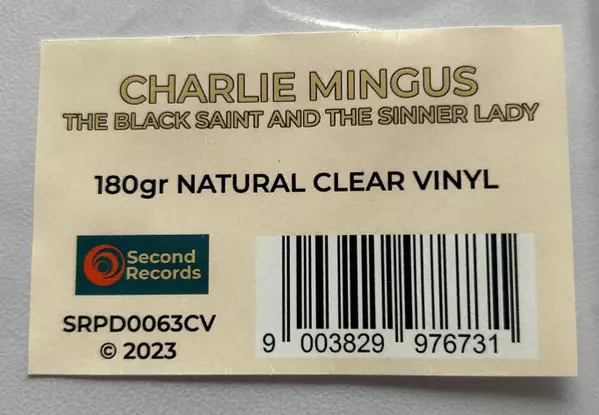 CHARLIE MINGUS
THE BLACK SAINT AND THE SINNER LADY
180gr NATURAL CLEAR VINYL
Second
Records
SRPD0063CV
© 2023
9 003829 976731